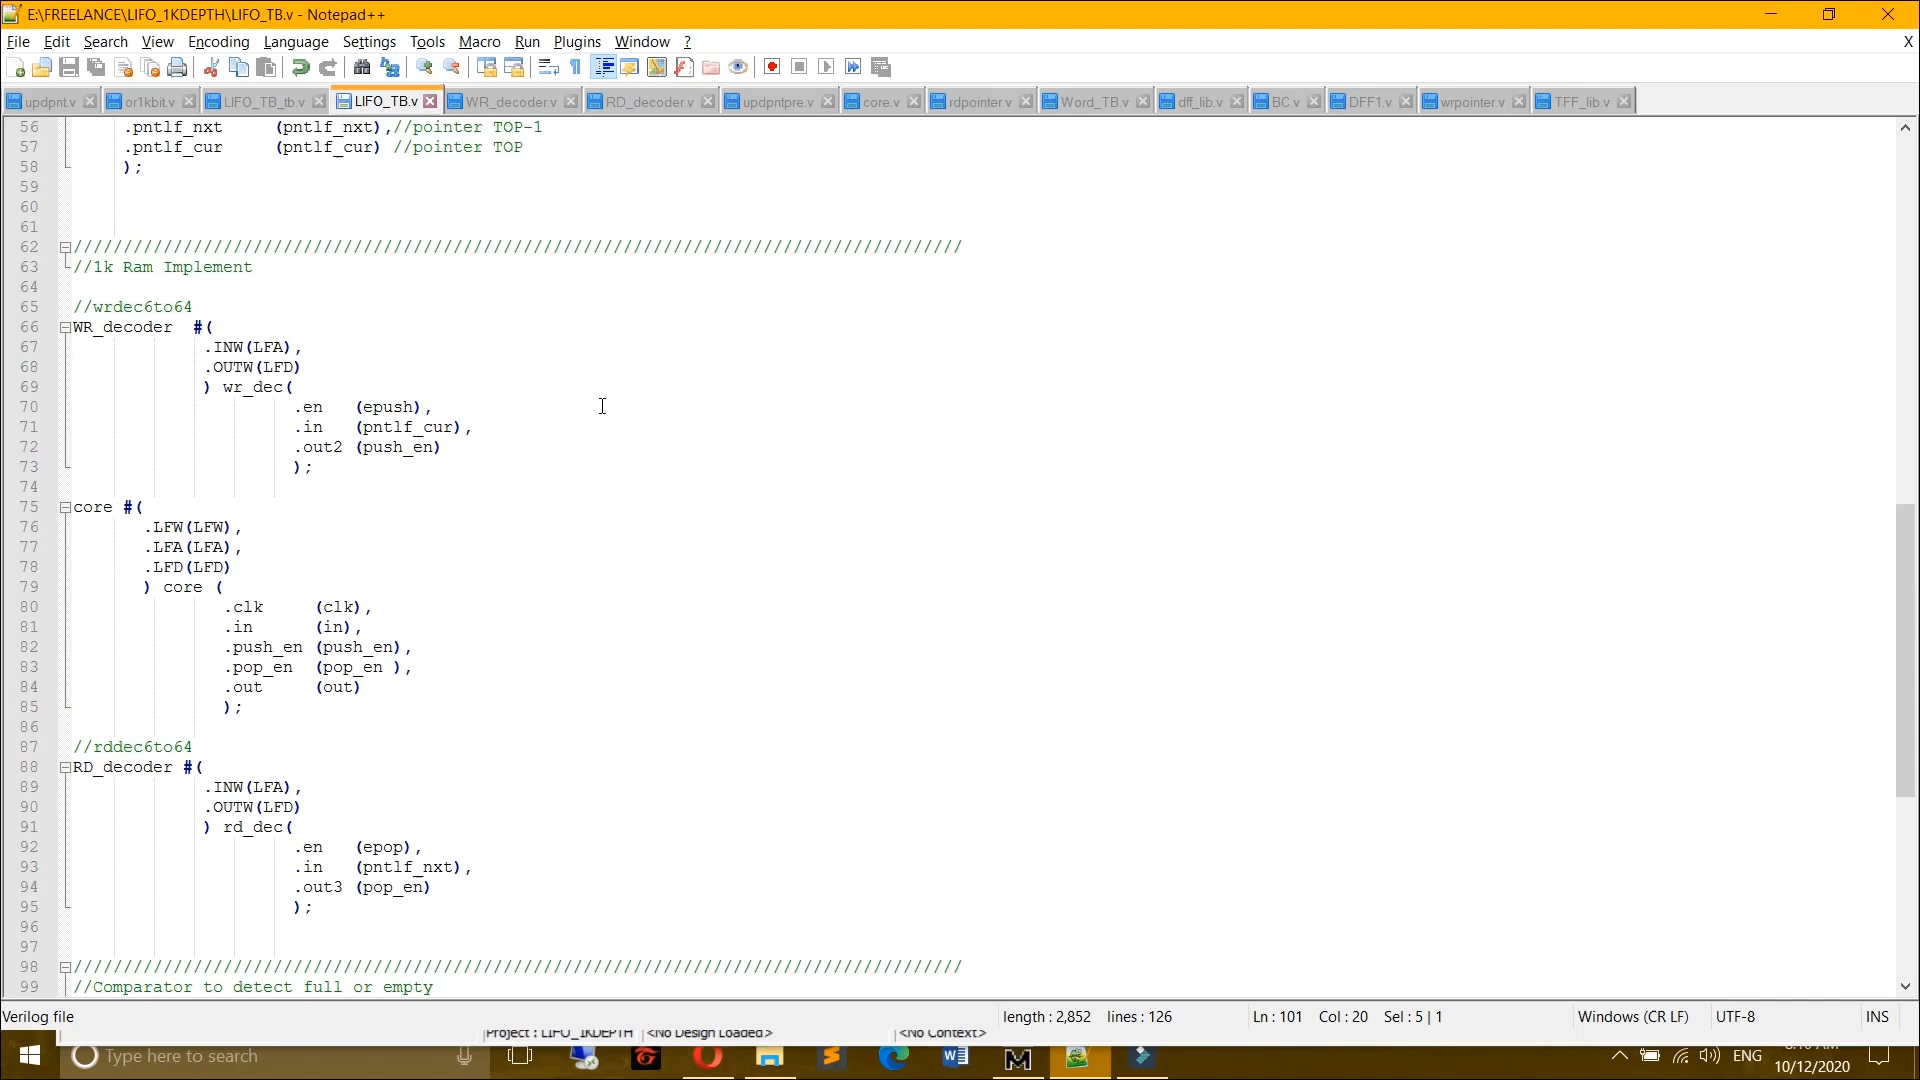 E:\FREELANCE\LIFO_1KDEPTH\LIFO_TB.v - Notepad++
File Edit Search View Encoding Language Settings Tools Macro Run Plugins Window ? X
updpnt.v or1kbit.v LIFO_TB_tb.v LIFO_TB.v WR_decoder.v RD_decoder.v updpntpre.v core.v rdpointer.v Word_TB.v dff_lib.v BC.v DFF1.v wrpointer.v TFF_lib.v
56 .pntlf_nxt (pntlf_nxt),//pointer TOP-1
57 .pntlf_cur (pntlf_cur) //pointer TOP
58 );
59
60
61
62 /////////////////////////////////////////////////////////////////////////////////////////
63 //1k Ram Implement
64
65 //wrdec6to64
66 WR_decoder #(
67 .INW(LFA),
68 .OUTW(LFD)
69 ) wr_dec(
70 .en (epush),
71 .in (pntlf_cur),
72 .out2 (push_en)
73 );
74
75 core #(
76 .LFW(LFW),
77 .LFA(LFA),
78 .LFD(LFD)
79 ) core (
80 .clk (clk),
81 .in (in),
82 .push_en (push_en),
83 .pop_en (pop_en ),
84 .out (out)
85 );
86
87 //rddec6to64
88 RD_decoder #(
89 .INW(LFA),
90 .OUTW(LFD)
91 ) rd_dec(
92 .en (epop),
93 .in (pntlf_nxt),
94 .out3 (pop_en)
95 );
96
97
98 /////////////////////////////////////////////////////////////////////////////////////////
99 //Comparator to detect full or empty
Verilog file length : 2,852 lines : 126 Ln : 101 Col : 20 Sel : 5 | 1 Windows (CR LF) UTF-8 INS
Project : LIFO_1KDEPTH <No Design Loaded> <No Context>
Type here to search ENG
10/12/2020